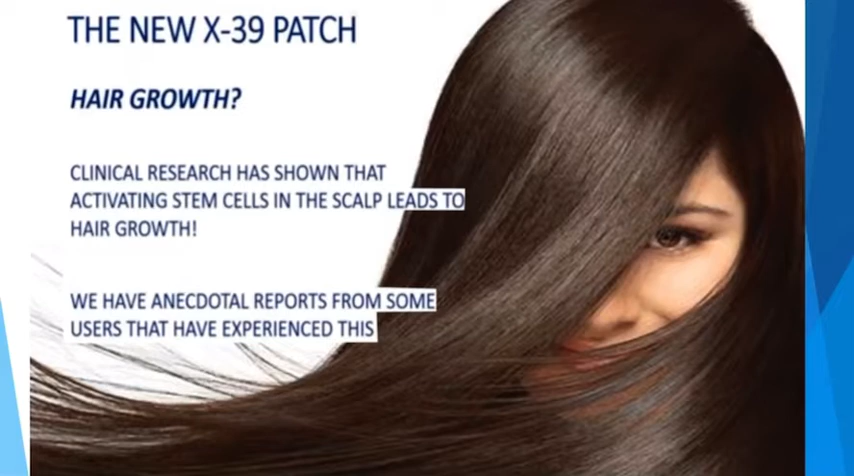 THE NEW X-39 PATCH
HAIR GROWTH?
CLINICAL RESEARCH HAS SHOWN THAT
ACTIVATING STEM CELLS IN THE SCALP LEADS TO
HAIR GROWTH!
WE HAVE ANECDOTAL REPORTS FROM SOME
USERS THAT HAVE EXPERIENCED THIS